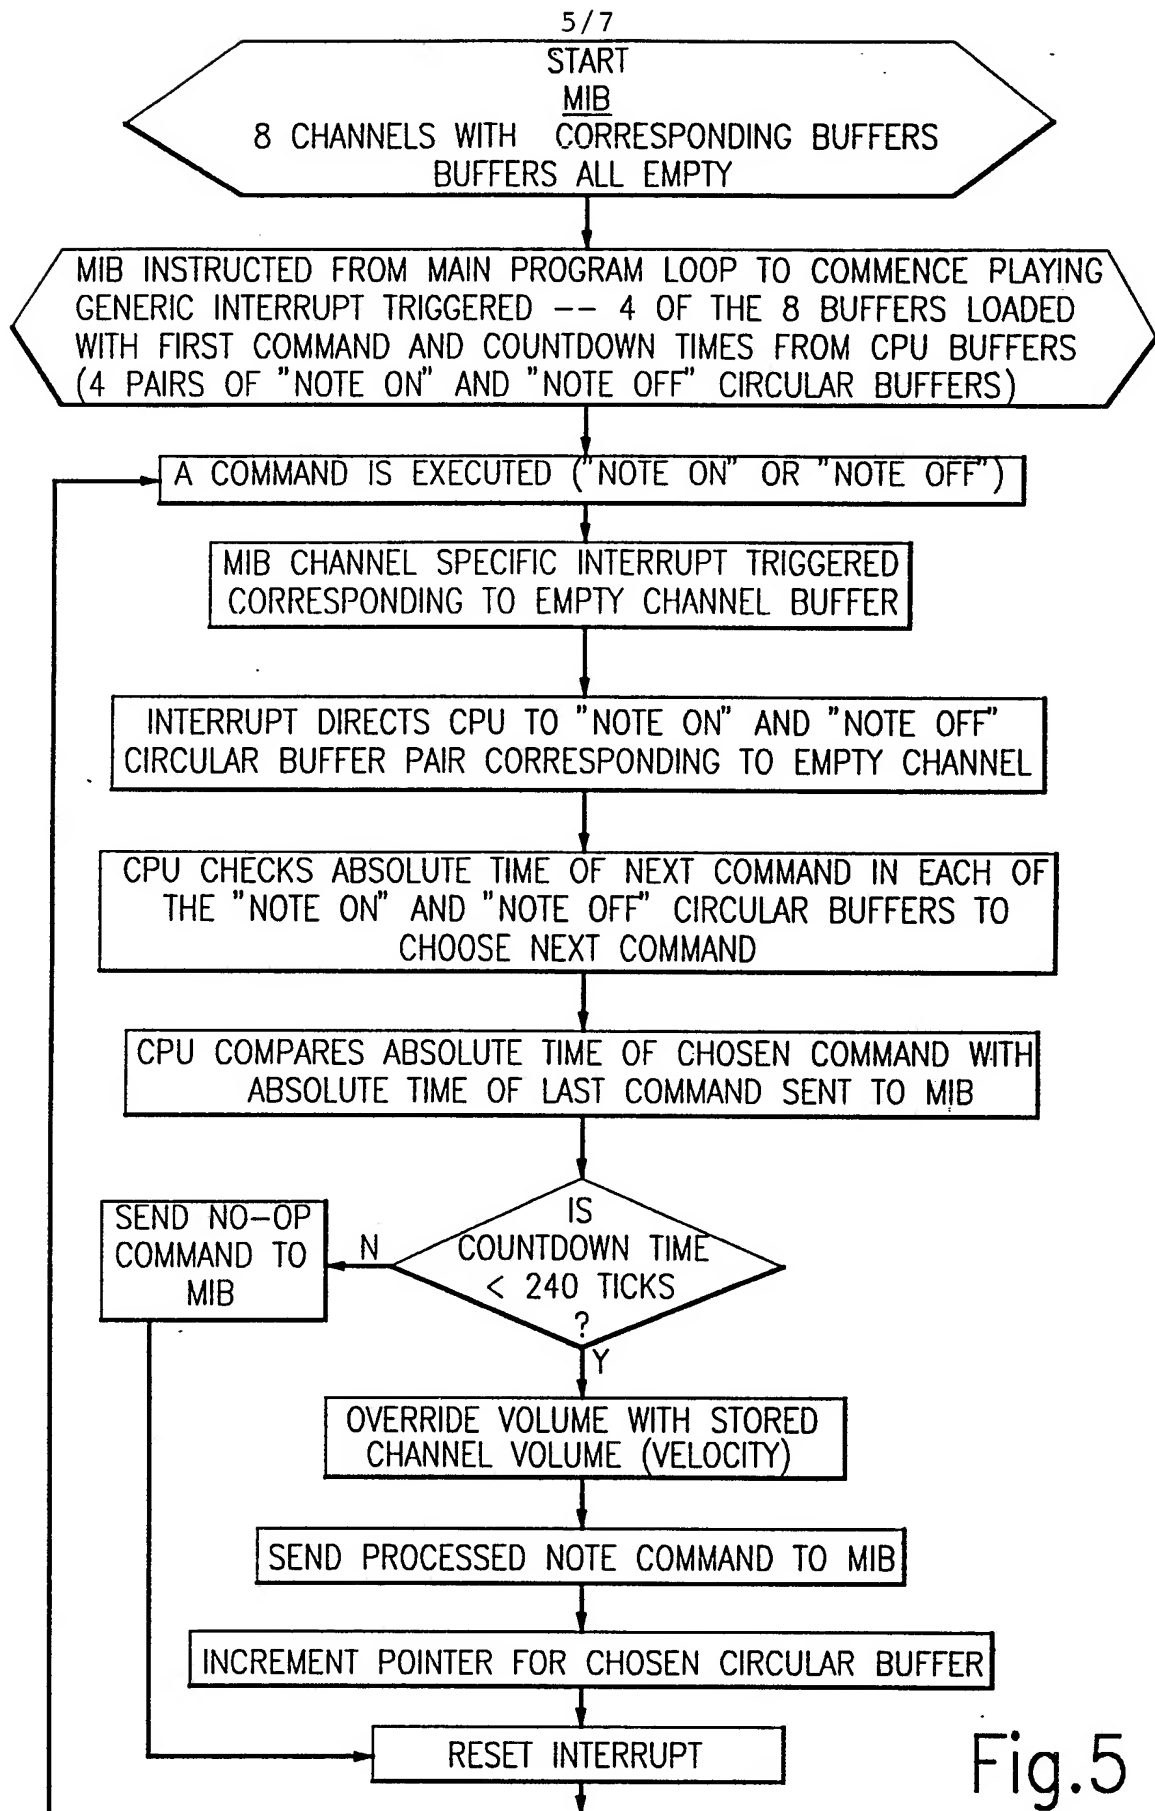 5/7
START
MIB
8 CHANNELS WITH CORRESPONDING BUFFERS
BUFFERS ALL EMPTY
MIB INSTRUCTED FROM MAIN PROGRAM LOOP TO COMMENCE PLAYING
GENERIC INTERRUPT TRIGGERED -- 4 OF THE 8 BUFFERS LOADED
WITH FIRST COMMAND AND COUNTDOWN TIMES FROM CPU BUFFERS
(4 PAIRS OF "NOTE ON" AND "NOTE OFF" CIRCULAR BUFFERS)
A COMMAND IS EXECUTED ("NOTE ON" OR "NOTE OFF")
MIB CHANNEL SPECIFIC INTERRUPT TRIGGERED
CORRESPONDING TO EMPTY CHANNEL BUFFER
INTERRUPT DIRECTS CPU TO "NOTE ON" AND "NOTE OFF"
CIRCULAR BUFFER PAIR CORRESPONDING TO EMPTY CHANNEL
CPU CHECKS ABSOLUTE TIME OF NEXT COMMAND IN EACH OF
THE "NOTE ON" AND "NOTE OFF" CIRCULAR BUFFERS TO
CHOOSE NEXT COMMAND
CPU COMPARES ABSOLUTE TIME OF CHOSEN COMMAND WITH
ABSOLUTE TIME OF LAST COMMAND SENT TO MIB
IS
COUNTDOWN TIME
< 240 TICKS
?
N
SEND NO-OP
COMMAND TO
MIB
Y
OVERRIDE VOLUME WITH STORED
CHANNEL VOLUME (VELOCITY)
SEND PROCESSED NOTE COMMAND TO MIB
INCREMENT POINTER FOR CHOSEN CIRCULAR BUFFER
RESET INTERRUPT
Fig.5